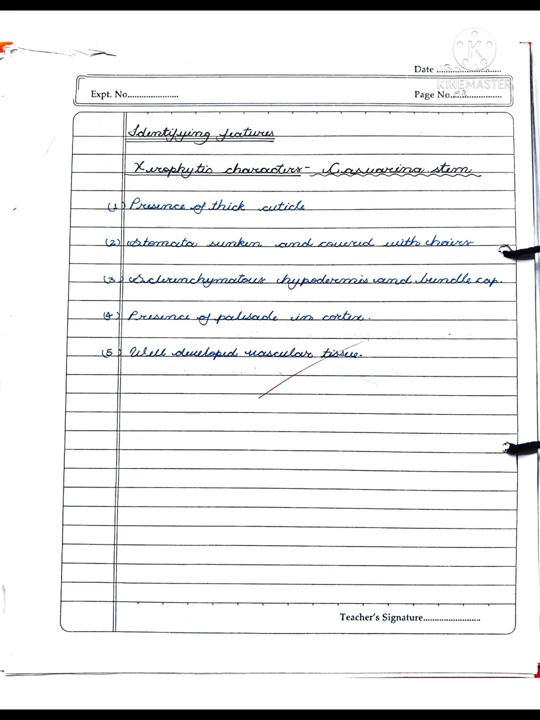 K
KINEMASTER
Date ....................
Expt. No......................
Page No....................
Identifying features
Xerophytic characters - Casuarina stem
(1) Presence of thick cuticle
(2) Stomata sunken and covered with hairs
(3) Sclerenchymatous hypodermis and bundle cap.
(4) Presence of palisade in cortex.
(5) Well developed vascular tissue.
Teacher's Signature.........................